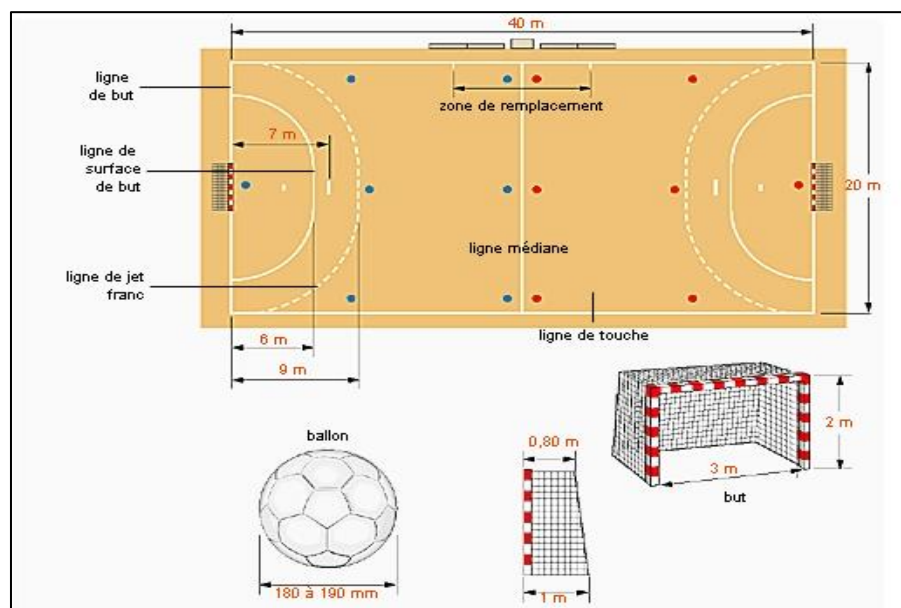 40 m
ligne
de but
zone de remplacement
7 m
ligne de
surface
de but
20 m
ligne médiane
ligne de jet
franc
ligne de touche
6 m
9 m
ballon
0,80 m
2 m
3 m
but
180 à 190 mm
1 m